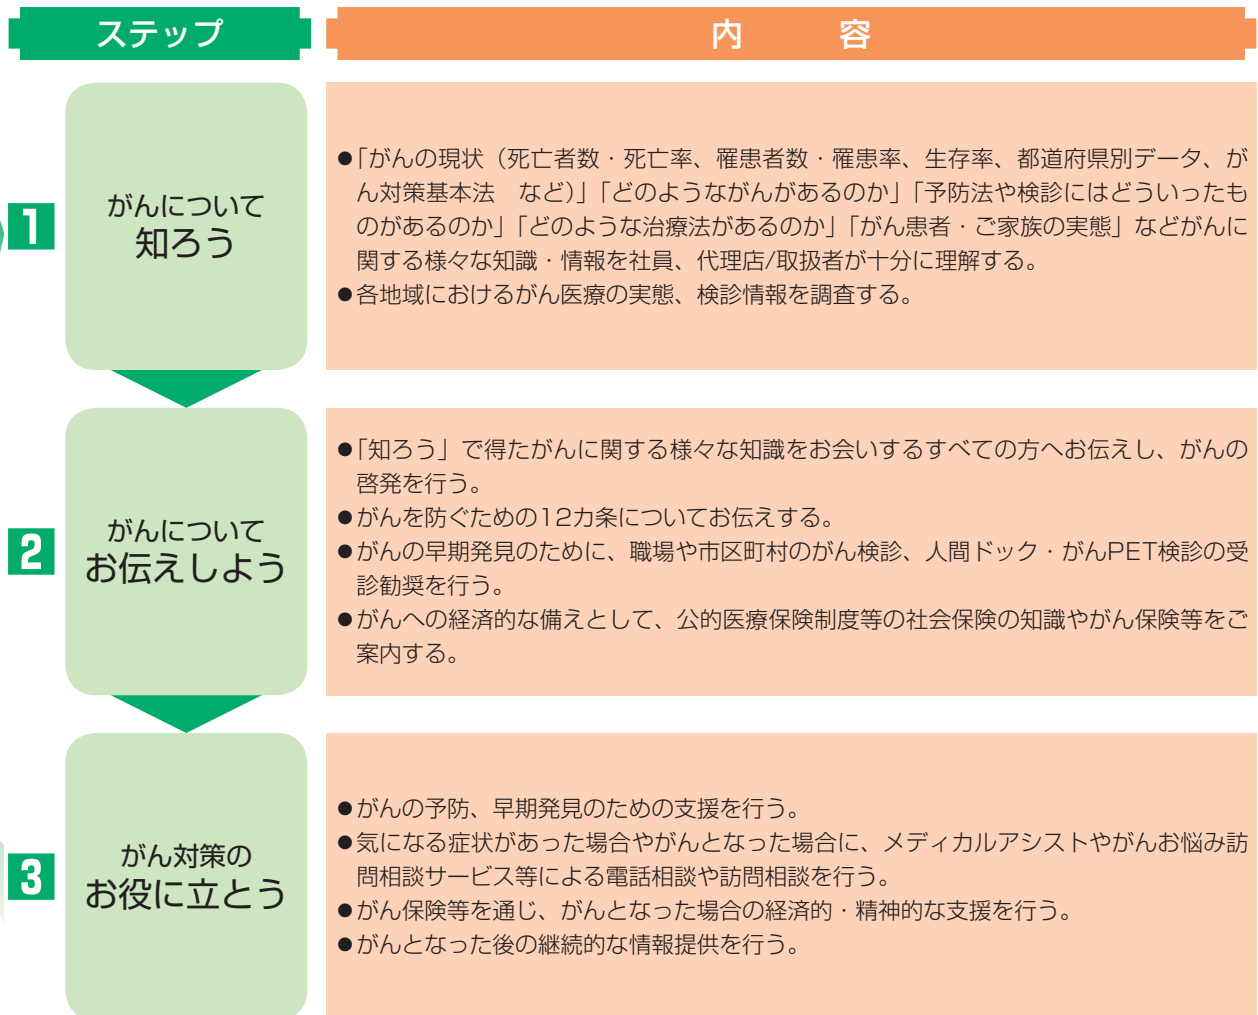 ステップ
内　容
1
がんについて
知ろう
●「がんの現状（死亡者数・死亡率、罹患者数・罹患率、生存率、都道府県別データ、が
ん対策基本法　など）」「どのようながんがあるのか」「予防法や検診にはどういったも
のがあるのか」「どのような治療法があるのか」「がん患者・ご家族の実態」などがんに
関する様々な知識・情報を社員、代理店/取扱者が十分に理解する。
●各地域におけるがん医療の実態、検診情報を調査する。
2
がんについて
お伝えしよう
●「知ろう」で得たがんに関する様々な知識をお会いするすべての方へお伝えし、がんの
啓発を行う。
●がんを防ぐための12カ条についてお伝えする。
●がんの早期発見のために、職場や市区町村のがん検診、人間ドック・がんPET検診の受
診勧奨を行う。
●がんへの経済的な備えとして、公的医療保険制度等の社会保険の知識やがん保険等をご
案内する。
3
がん対策の
お役に立とう
●がんの予防、早期発見のための支援を行う。
●気になる症状があった場合やがんとなった場合に、メディカルアシストやがんお悩み訪
問相談サービス等による電話相談や訪問相談を行う。
●がん保険等を通じ、がんとなった場合の経済的・精神的な支援を行う。
●がんとなった後の継続的な情報提供を行う。